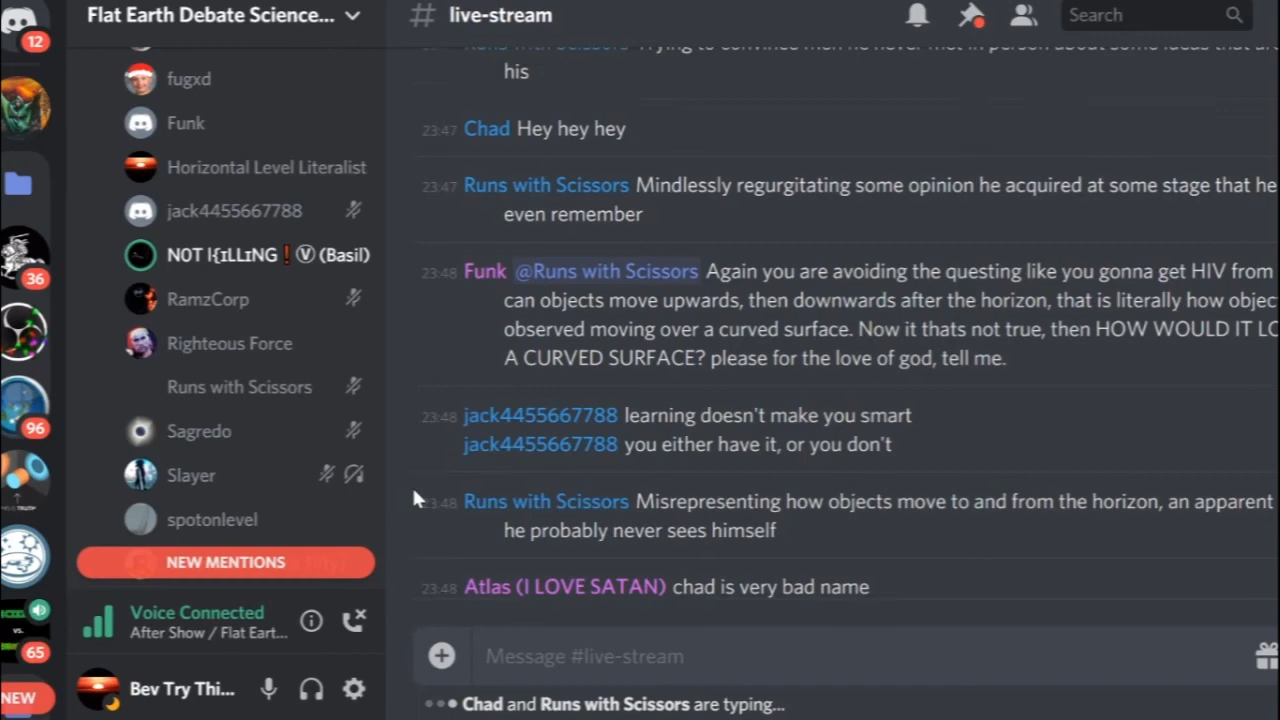 Flat Earth Debate Science...
# live-stream
Search
12
fugxd
Funk
Horizontal Level Literalist
jack4455667788
36
RamzCorp
Righteous Force
Runs with Scissors
Sagredo
96
Slayer
spotonlevel
NEW MENTIONS
Voice Connected
After Show / Flat Eart...
65
Bev Try Thi...
NEW
his
23:47 Chad Hey hey hey
23:47 Runs with Scissors Mindlessly regurgitating some opinion he acquired at some stage that he
even remember
23:48 Funk @Runs with Scissors Again you are avoiding the questing like you gonna get HIV from
can objects move upwards, then downwards after the horizon, that is literally how objec
observed moving over a curved surface. Now it thats not true, then HOW WOULD IT LO
A CURVED SURFACE? please for the love of god, tell me.
23:48 jack4455667788 learning doesn't make you smart
jack4455667788 you either have it, or you don't
23:48 Runs with Scissors Misrepresenting how objects move to and from the horizon, an apparent
he probably never sees himself
23:48 Atlas (I LOVE SATAN) chad is very bad name
Message #live-stream
Chad and Runs with Scissors are typing...